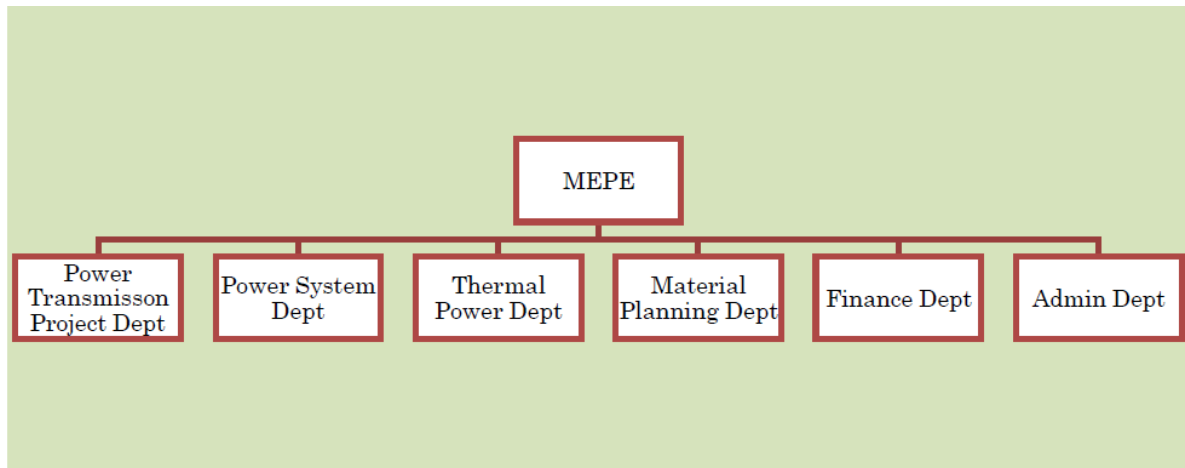 MEPE
Power
Transmisson
Project Dept
Power System
Dept
Thermal
Power Dept
Material
Planning Dept
Finance Dept
Admin Dept